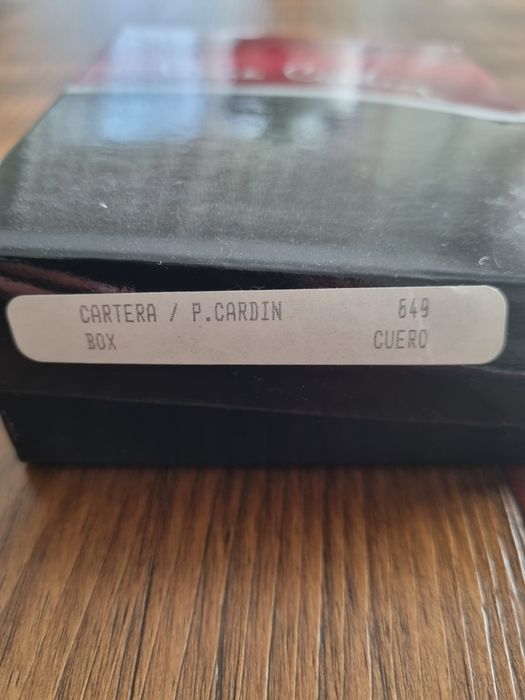 CARTERA / P.CARDIN 649
BOX CUERO